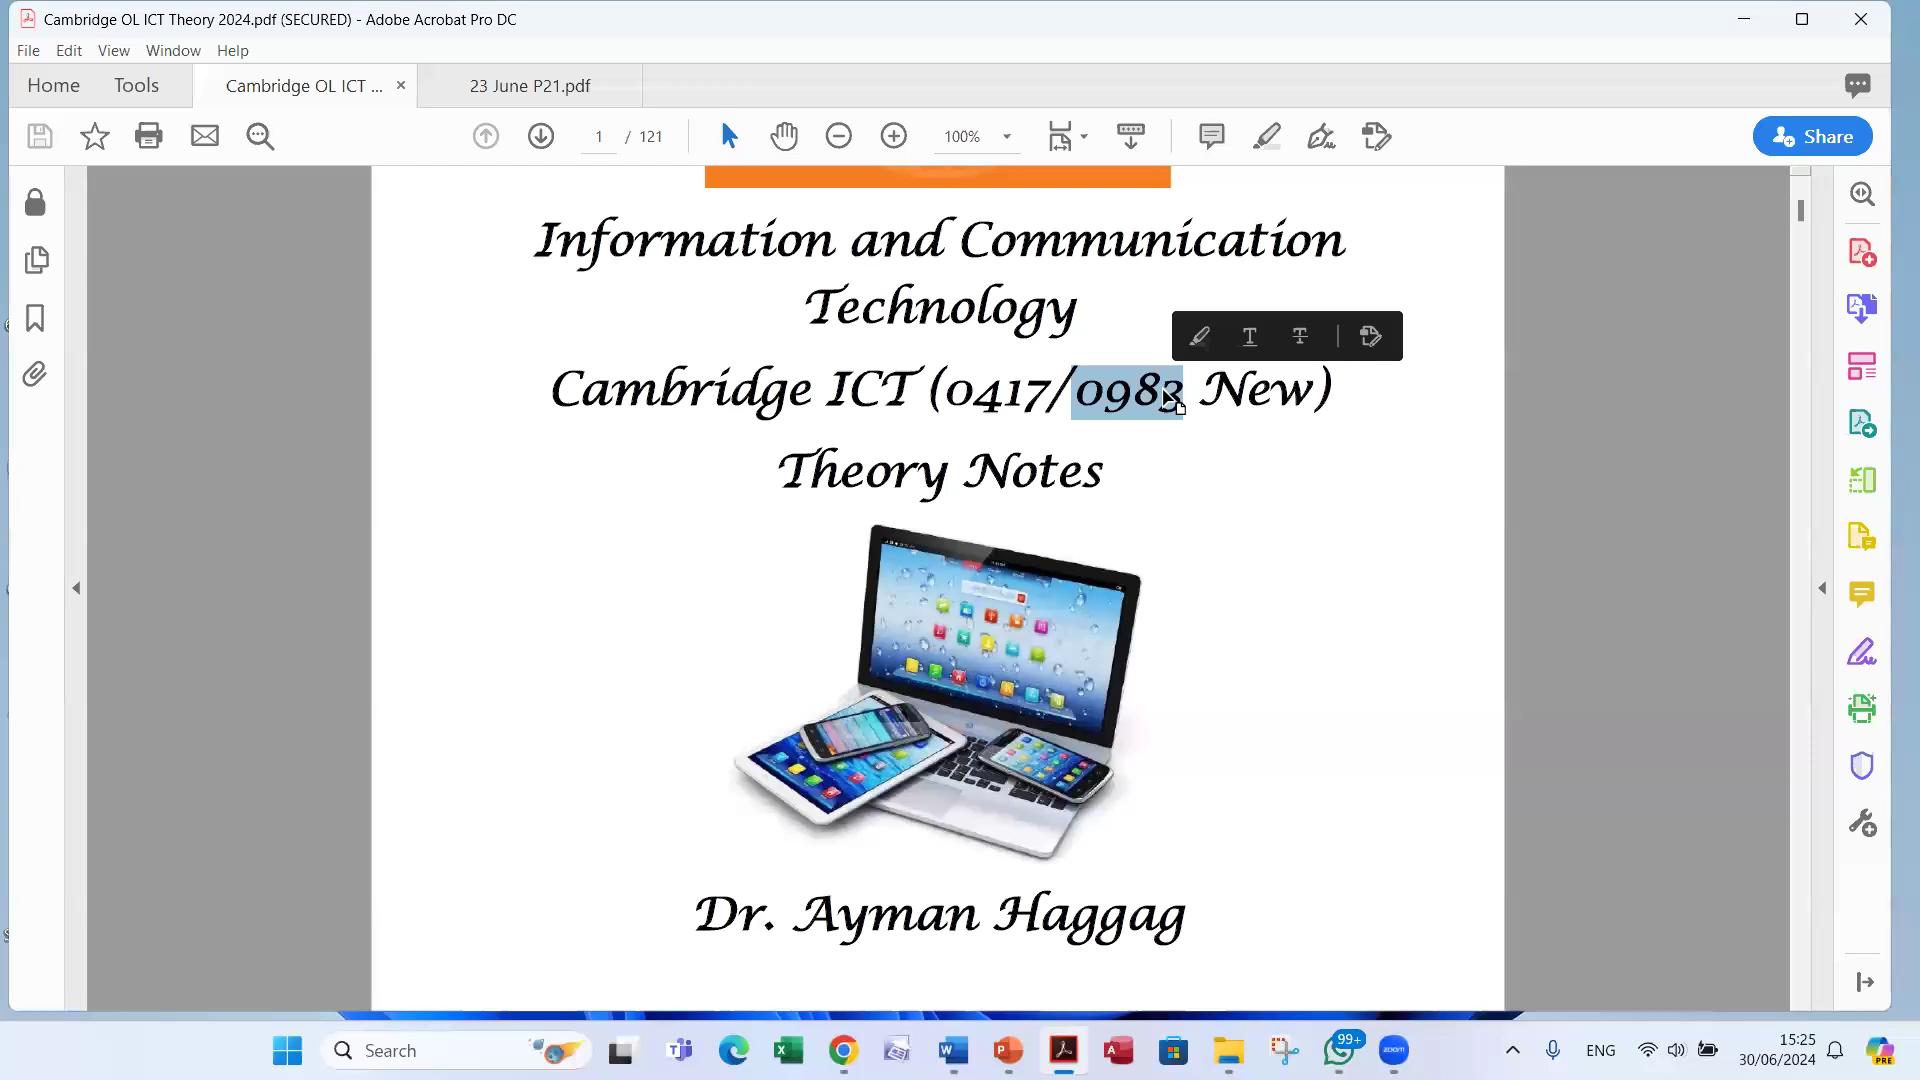 Cambridge OL ICT Theory 2024.pdf (SECURED) - Adobe Acrobat Pro DC
File Edit View Window Help
Home Tools Cambridge OL ICT ... 23 June P21.pdf
1 / 121 100% Share
Information and Communication
Technology
Cambridge ICT (0417/0983 New)
Theory Notes
Dr. Ayman Haggag
Search 99+ zoom ENG 15:25
30/06/2024 PRE